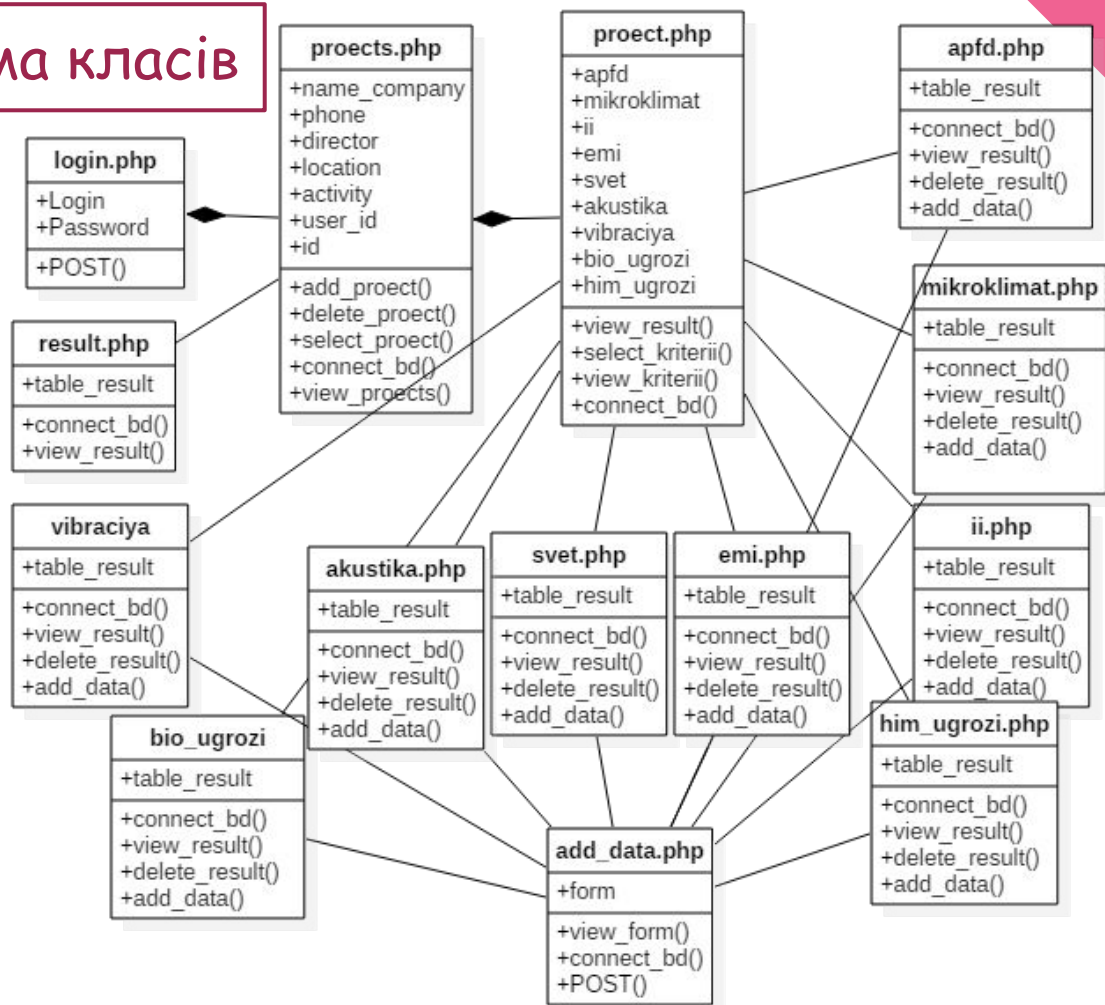 ма класів
proects.php
+name_company
+phone
+director
+location
+activity
+user_id
+id
+add_proect()
+delete_proect()
+select_proect()
+connect_bd()
+view_proects()
proect.php
+apfd
+mikroklimat
+ii
+emi
+svet
+akustika
+vibraciya
+bio_ugrozi
+him_ugrozi
+view_result()
+select_kriterii()
+view_kriterii()
+connect_bd()
apfd.php
+table_result
+connect_bd()
+view_result()
+delete_result()
+add_data()
login.php
+Login
+Password
+POST()
mikroklimat.php
+table_result
+connect_bd()
+view_result()
+delete_result()
+add_data()
result.php
+table_result
+connect_bd()
+view_result()
vibraciya
+table_result
+connect_bd()
+view_result()
+delete_result()
+add_data()
akustika.php
+table_result
+connect_bd()
+view_result()
+delete_result()
+add_data()
svet.php
+table_result
+connect_bd()
+view_result()
+delete_result()
+add_data()
emi.php
+table_result
+connect_bd()
+view_result()
+delete_result()
+add_data()
ii.php
+table_result
+connect_bd()
+view_result()
+delete_result()
+add_data()
bio_ugrozi
+table_result
+connect_bd()
+view_result()
+delete_result()
+add_data()
add_data.php
+form
+view_form()
+connect_bd()
+POST()
him_ugrozi.php
+table_result
+connect_bd()
+view_result()
+delete_result()
+add_data()